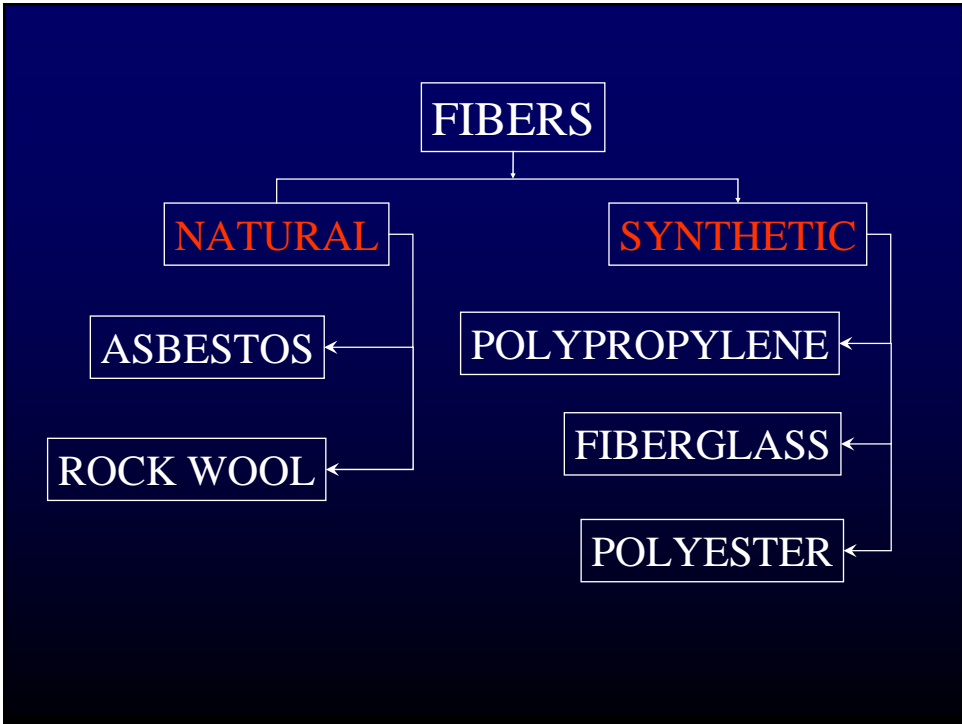 FIBERS
NATURAL
SYNTHETIC
ASBESTOS
POLYPROPYLENE
ROCK WOOL
FIBERGLASS
POLYESTER